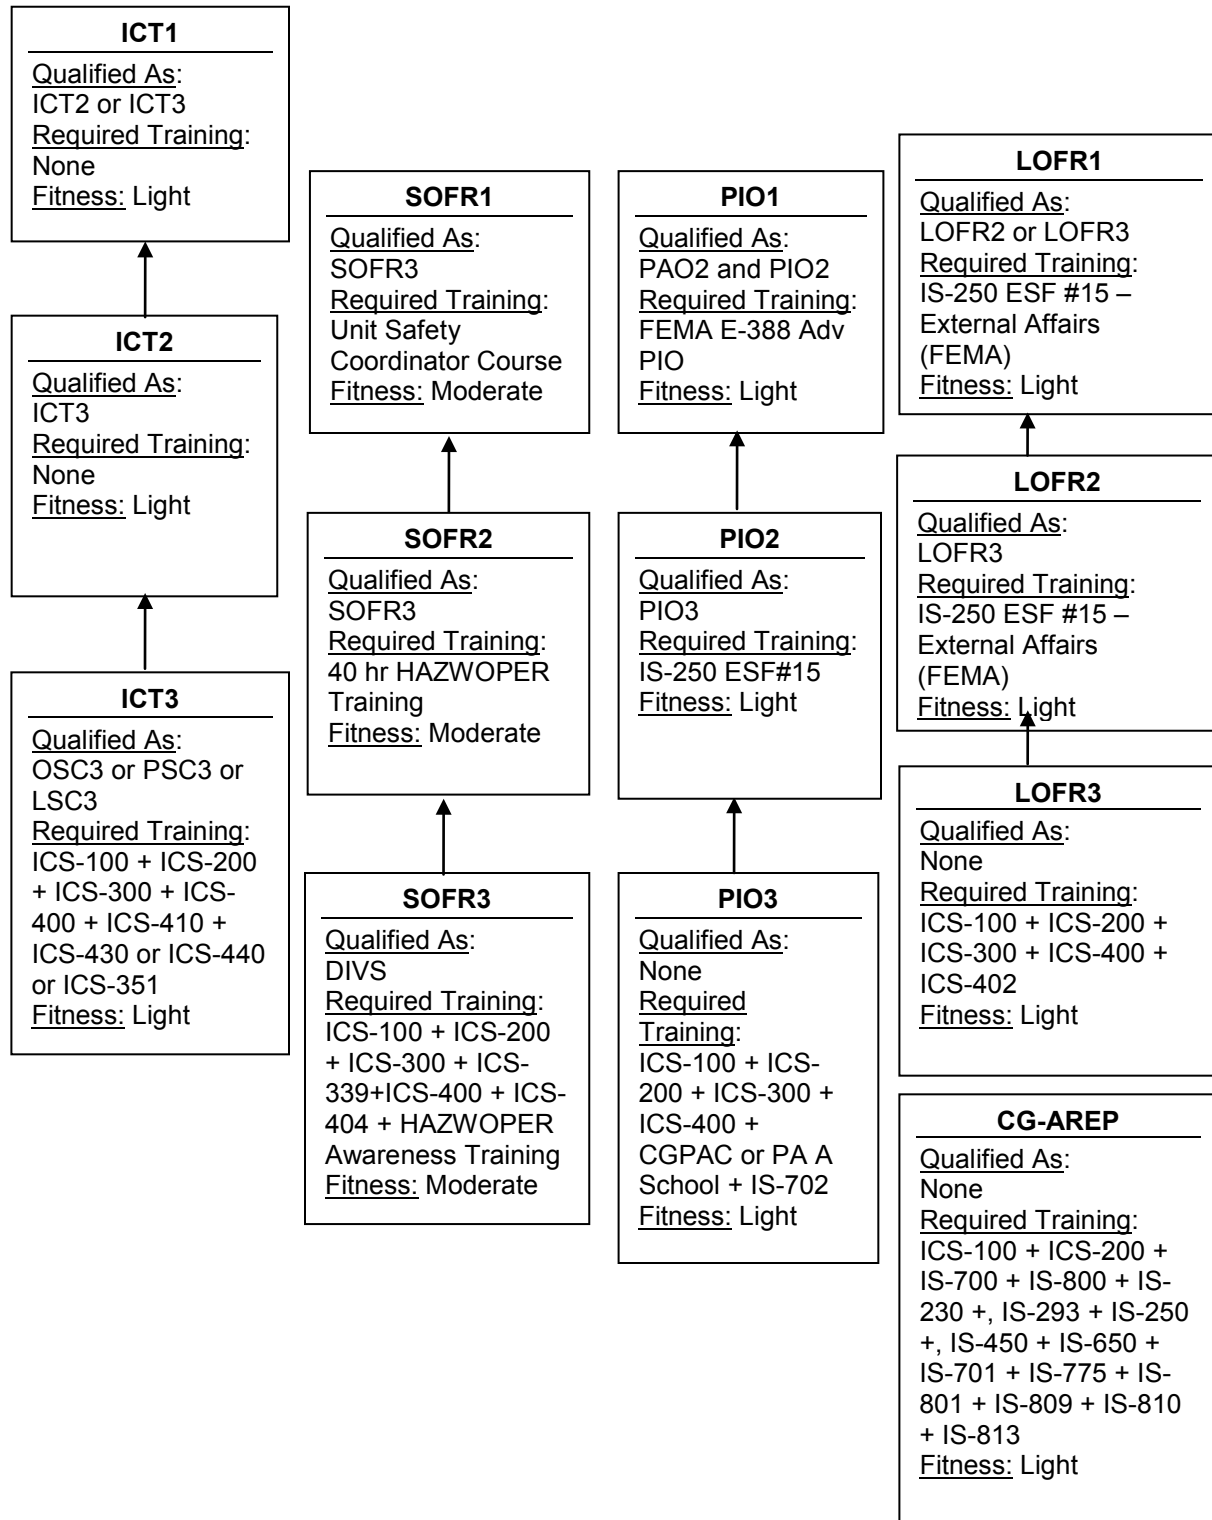 ICT1
Qualified As:
ICT2 or ICT3
Required Training:
None
Fitness: Light
ICT2
Qualified As:
ICT3
Required Training:
None
Fitness: Light
ICT3
Qualified As:
OSC3 or PSC3 or
LSC3
Required Training:
ICS-100 + ICS-200
+ ICS-300 + ICS-
400 + ICS-410 +
ICS-430 or ICS-440
or ICS-351
Fitness: Light
SOFR1
Qualified As:
SOFR3
Required Training:
Unit Safety
Coordinator Course
Fitness: Moderate
SOFR2
Qualified As:
SOFR3
Required Training:
40 hr HAZWOPER
Training
Fitness: Moderate
SOFR3
Qualified As:
DIVS
Required Training:
ICS-100 + ICS-200
+ ICS-300 + ICS-
339+ICS-400 + ICS-
404 + HAZWOPER
Awareness Training
Fitness: Moderate
PIO1
Qualified As:
PAO2 and PIO2
Required Training:
FEMA E-388 Adv
PIO
Fitness: Light
PIO2
Qualified As:
PIO3
Required Training:
IS-250 ESF#15
Fitness: Light
PIO3
Qualified As:
None
Required
Training:
ICS-100 + ICS-
200 + ICS-300 +
ICS-400 +
CGPAC or PA A
School + IS-702
Fitness: Light
LOFR1
Qualified As:
LOFR2 or LOFR3
Required Training:
IS-250 ESF #15 –
External Affairs
(FEMA)
Fitness: Light
LOFR2
Qualified As:
LOFR3
Required Training:
IS-250 ESF #15 –
External Affairs
(FEMA)
Fitness: Light
LOFR3
Qualified As:
None
Required Training:
ICS-100 + ICS-200 +
ICS-300 + ICS-400 +
ICS-402
Fitness: Light
CG-AREP
Qualified As:
None
Required Training:
ICS-100 + ICS-200 +
IS-700 + IS-800 + IS-
230 +, IS-293 + IS-250
+, IS-450 + IS-650 +
IS-701 + IS-775 + IS-
801 + IS-809 + IS-810
+ IS-813
Fitness: Light